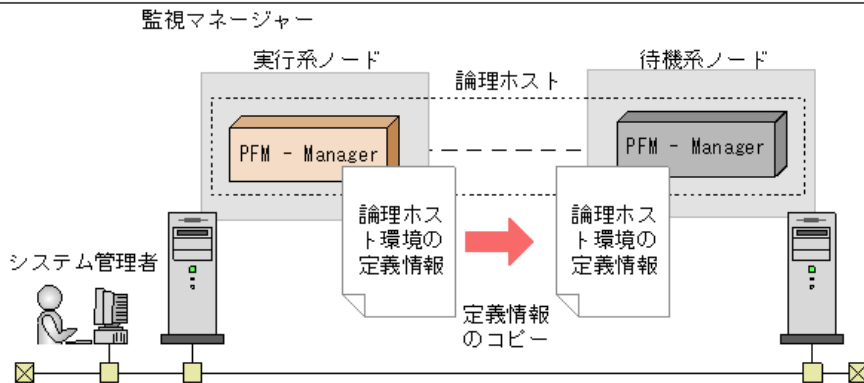 監視マネージャー
実行系ノード
待機系ノード
論理ホスト
PFM - Manager
PFM - Manager
論理ホス
ト環境の
定義情報
論理ホス
ト環境の
定義情報
システム管理者
定義情報
のコピー